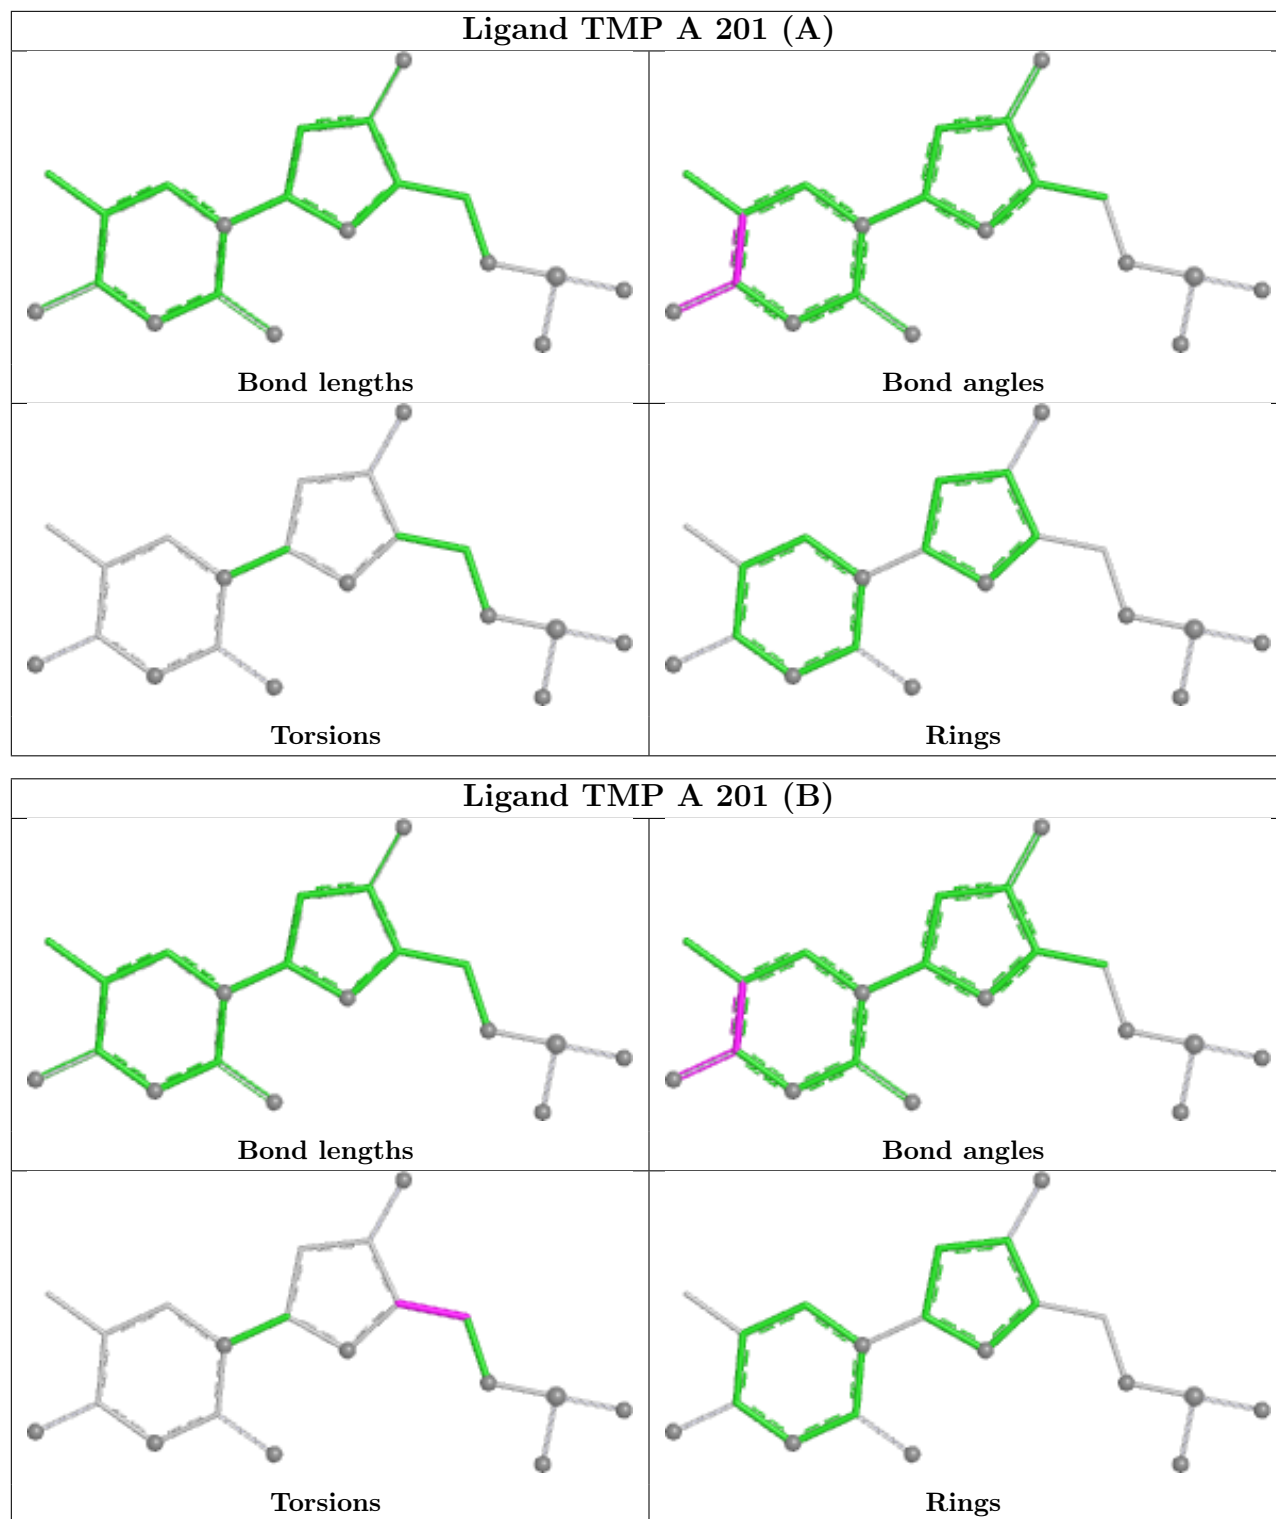 Ligand TMP A 201 (A)
Bond lengths
Bond angles
Torsions
Rings
Ligand TMP A 201 (B)
Bond lengths
Bond angles
Torsions
Rings